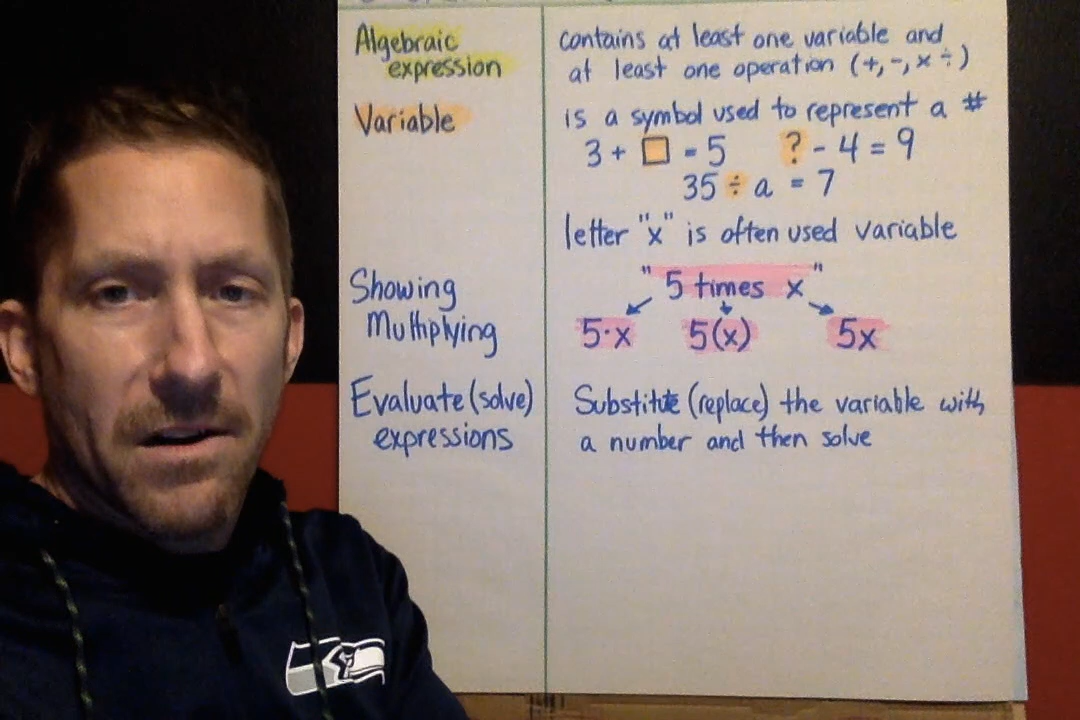 Algebraic
expression
contains at least one variable and
at least one operation (+,-,x ÷)
Variable
is a symbol used to represent a #
3 + □ = 5 ? - 4 = 9
35 ÷ a = 7
letter "x" is often used variable
Showing
Multiplying
"5 times x"
5·x 5(x) 5x
Evaluate (solve)
expressions
Substitute (replace) the variable with
a number and then solve